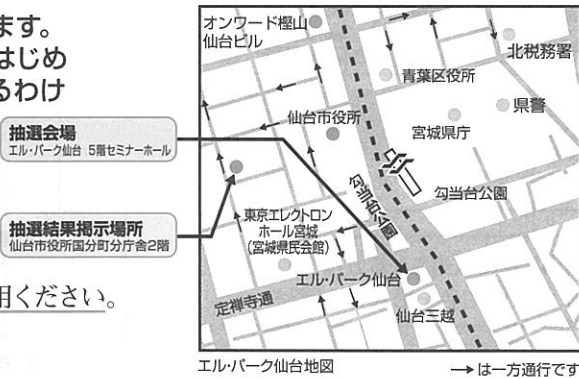 ます。
はじめ
るわけ
抽選会場
エル・パーク仙台 5階セミナーホール
抽選結果掲示場所
仙台市役所国分町分庁舎2階
用ください。
オンワード樫山
仙台ビル
北税務署
青葉区役所
県警
仙台市役所
宮城県庁
勾当台公園
勾当台公園
東京エレクトロン
ホール宮城
(宮城県民会館)
エル・パーク仙台
定禅寺通
仙台三越
エル・パーク仙台地図
→は一方通行です